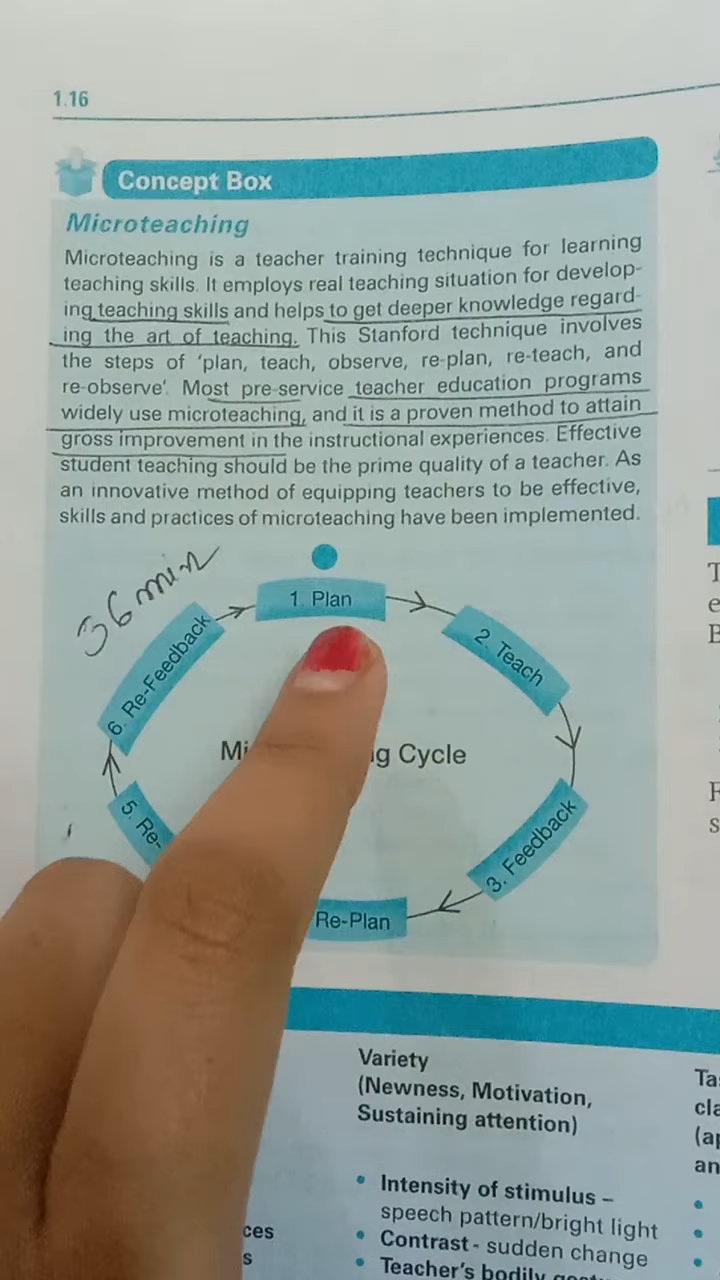 1.16
Concept Box
Microteaching
Microteaching is a teacher training technique for learning
teaching skills. It employs real teaching situation for develop-
ing teaching skills and helps to get deeper knowledge regard-
ing the art of teaching. This Stanford technique involves
the steps of ‘plan, teach, observe, re-plan, re-teach, and
re-observe’. Most pre-service teacher education programs
widely use microteaching, and it is a proven method to attain
gross improvement in the instructional experiences. Effective
student teaching should be the prime quality of a teacher. As
an innovative method of equipping teachers to be effective,
skills and practices of microteaching have been implemented.
36 min
1. Plan
2. Teach
3. Feedback
Re-Plan
5. Re-
6. Re-Feedback
Cycle
Variety
(Newness, Motivation,
Sustaining attention)
• Intensity of stimulus –
speech pattern/bright light
• Contrast - sudden change
• Teacher's bodily